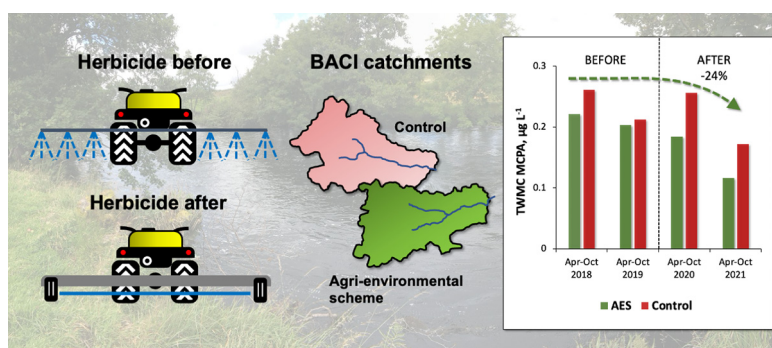 Herbicide before
Herbicide after
BACI catchments
Control
Agri-environmental
scheme
BEFORE
AFTER
-24%
TWMC MCPA, µg L-1
0.3
0.2
0.1
0
Apr-Oct
2018
Apr-Oct
2019
Apr-Oct
2020
Apr-Oct
2021
AES
Control